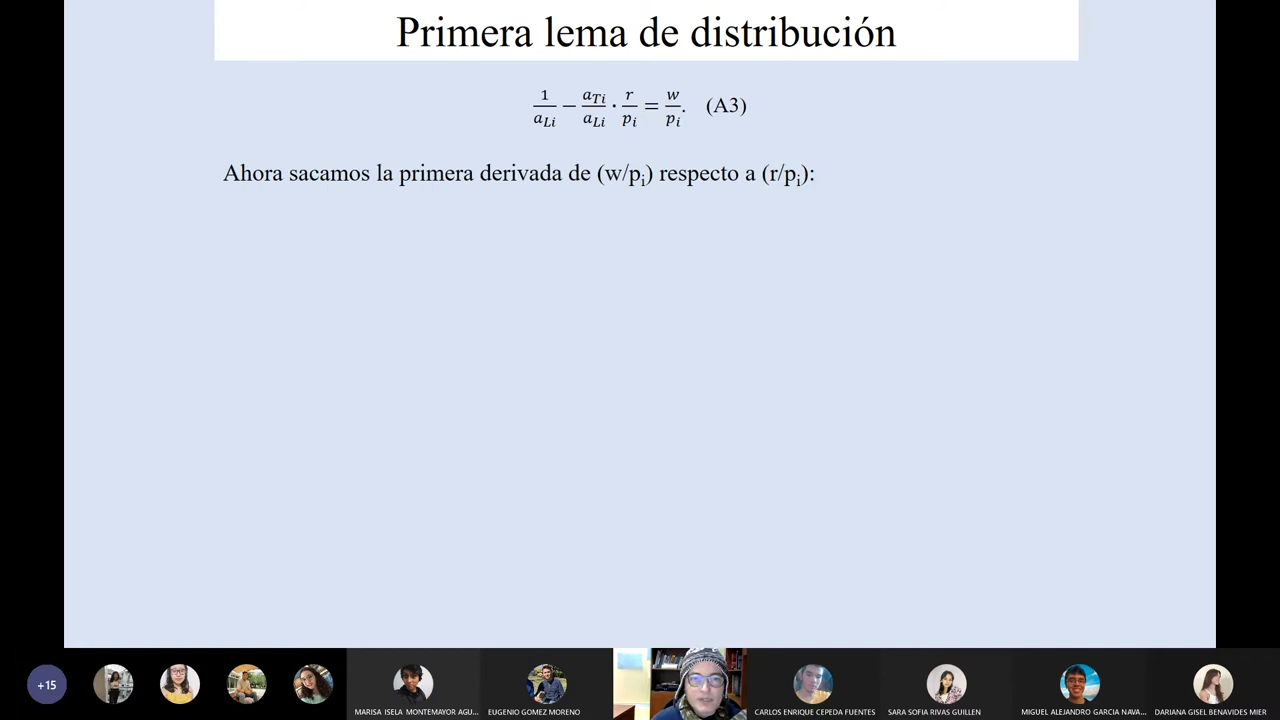 Primera lema de distribución
1/a_Li − a_Ti/a_Li · r/p_i = w/p_i. (A3)
Ahora sacamos la primera derivada de (w/p_i) respecto a (r/p_i):
+15
MARISA ISELA MONTEMAYOR AGU...
EUGENIO GOMEZ MORENO
CARLOS ENRIQUE CEPEDA FUENTES
SARA SOFIA RIVAS GUILLEN
MIGUEL ALEJANDRO GARCIA NAVA...
DARIANA GISEL BENAVIDES MIER